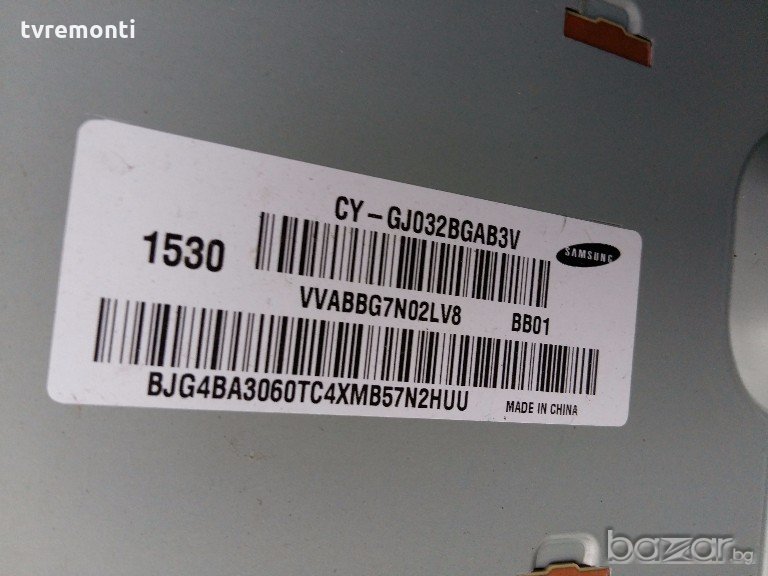 tvremonti
CY-GJ032BGAB3V
1530
SAMSUNG
VVABBG7N02LV8 BB01
BJG4BA3060TC4XMB57N2HUU MADE IN CHINA
bazar.bg